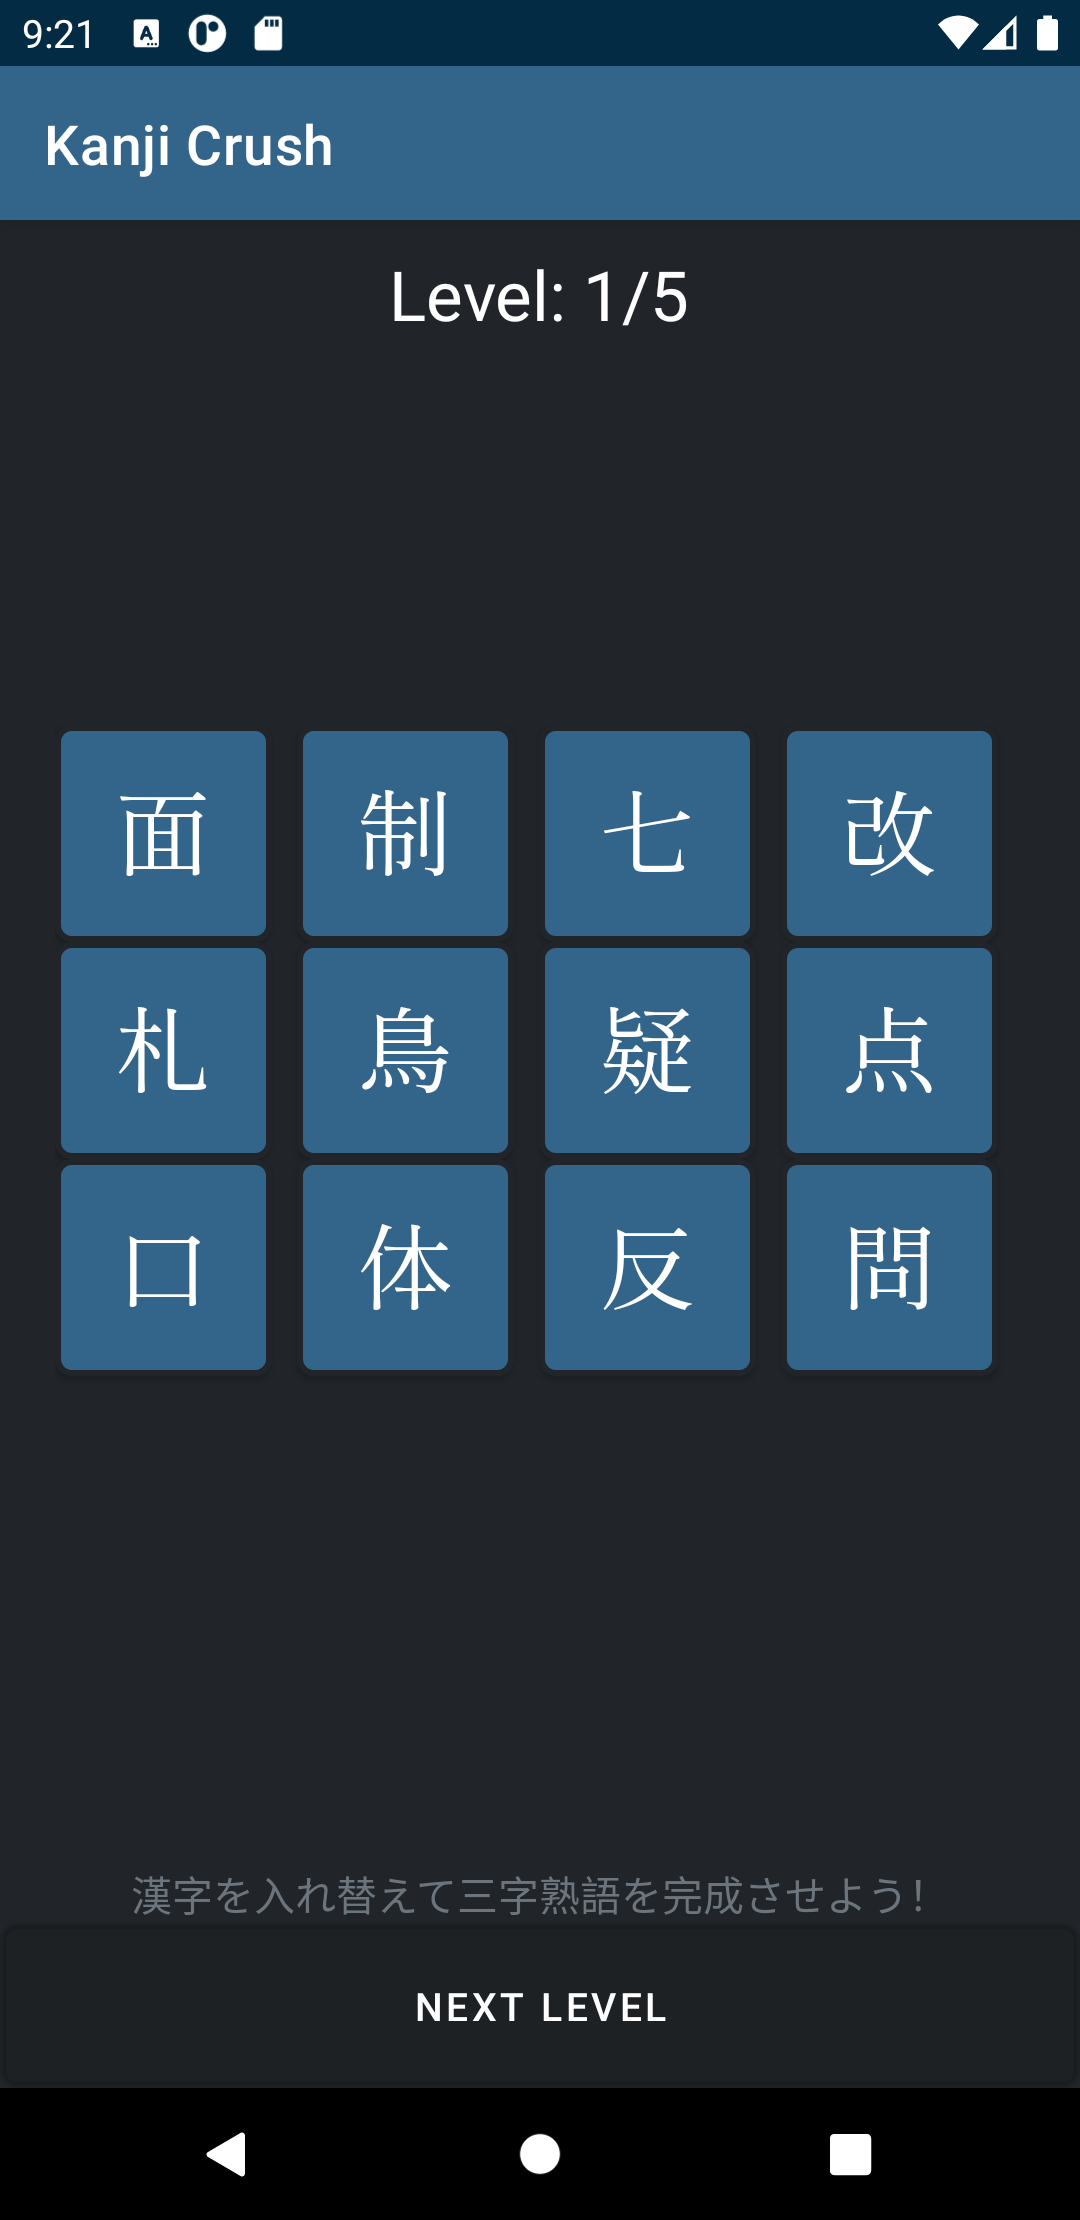 9:21
Kanji Crush
Level: 1/5
面 制 七 改
札 鳥 疑 点
口 体 反 問
漢字を入れ替えて三字熟語を完成させよう!
NEXT LEVEL